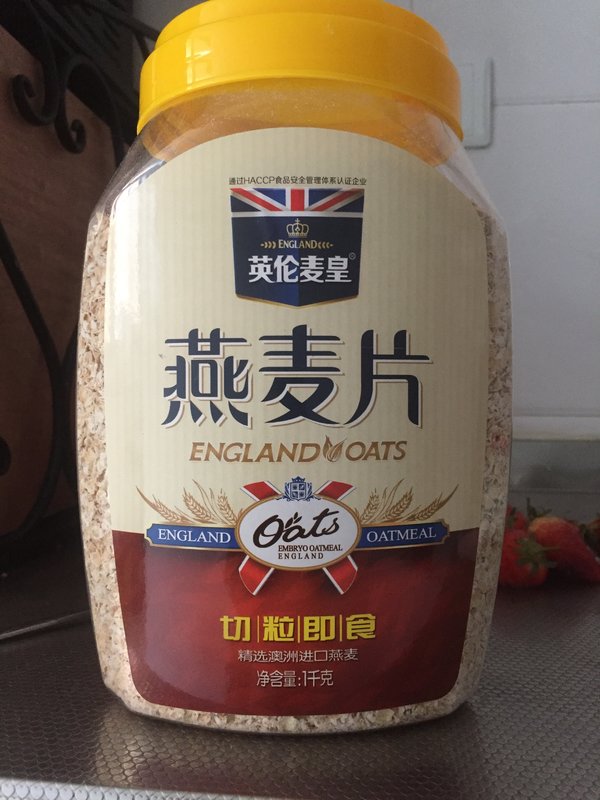 通过HACCP食品安全管理体系认证企业
ENGLAND
英伦麦皇®
燕麦片
ENGLAND OATS
ENGLAND Oats OATMEAL
EMBRYO OATMEAL
ENGLAND
切|粒|即|食
精选澳洲进口燕麦
净含量:1千克